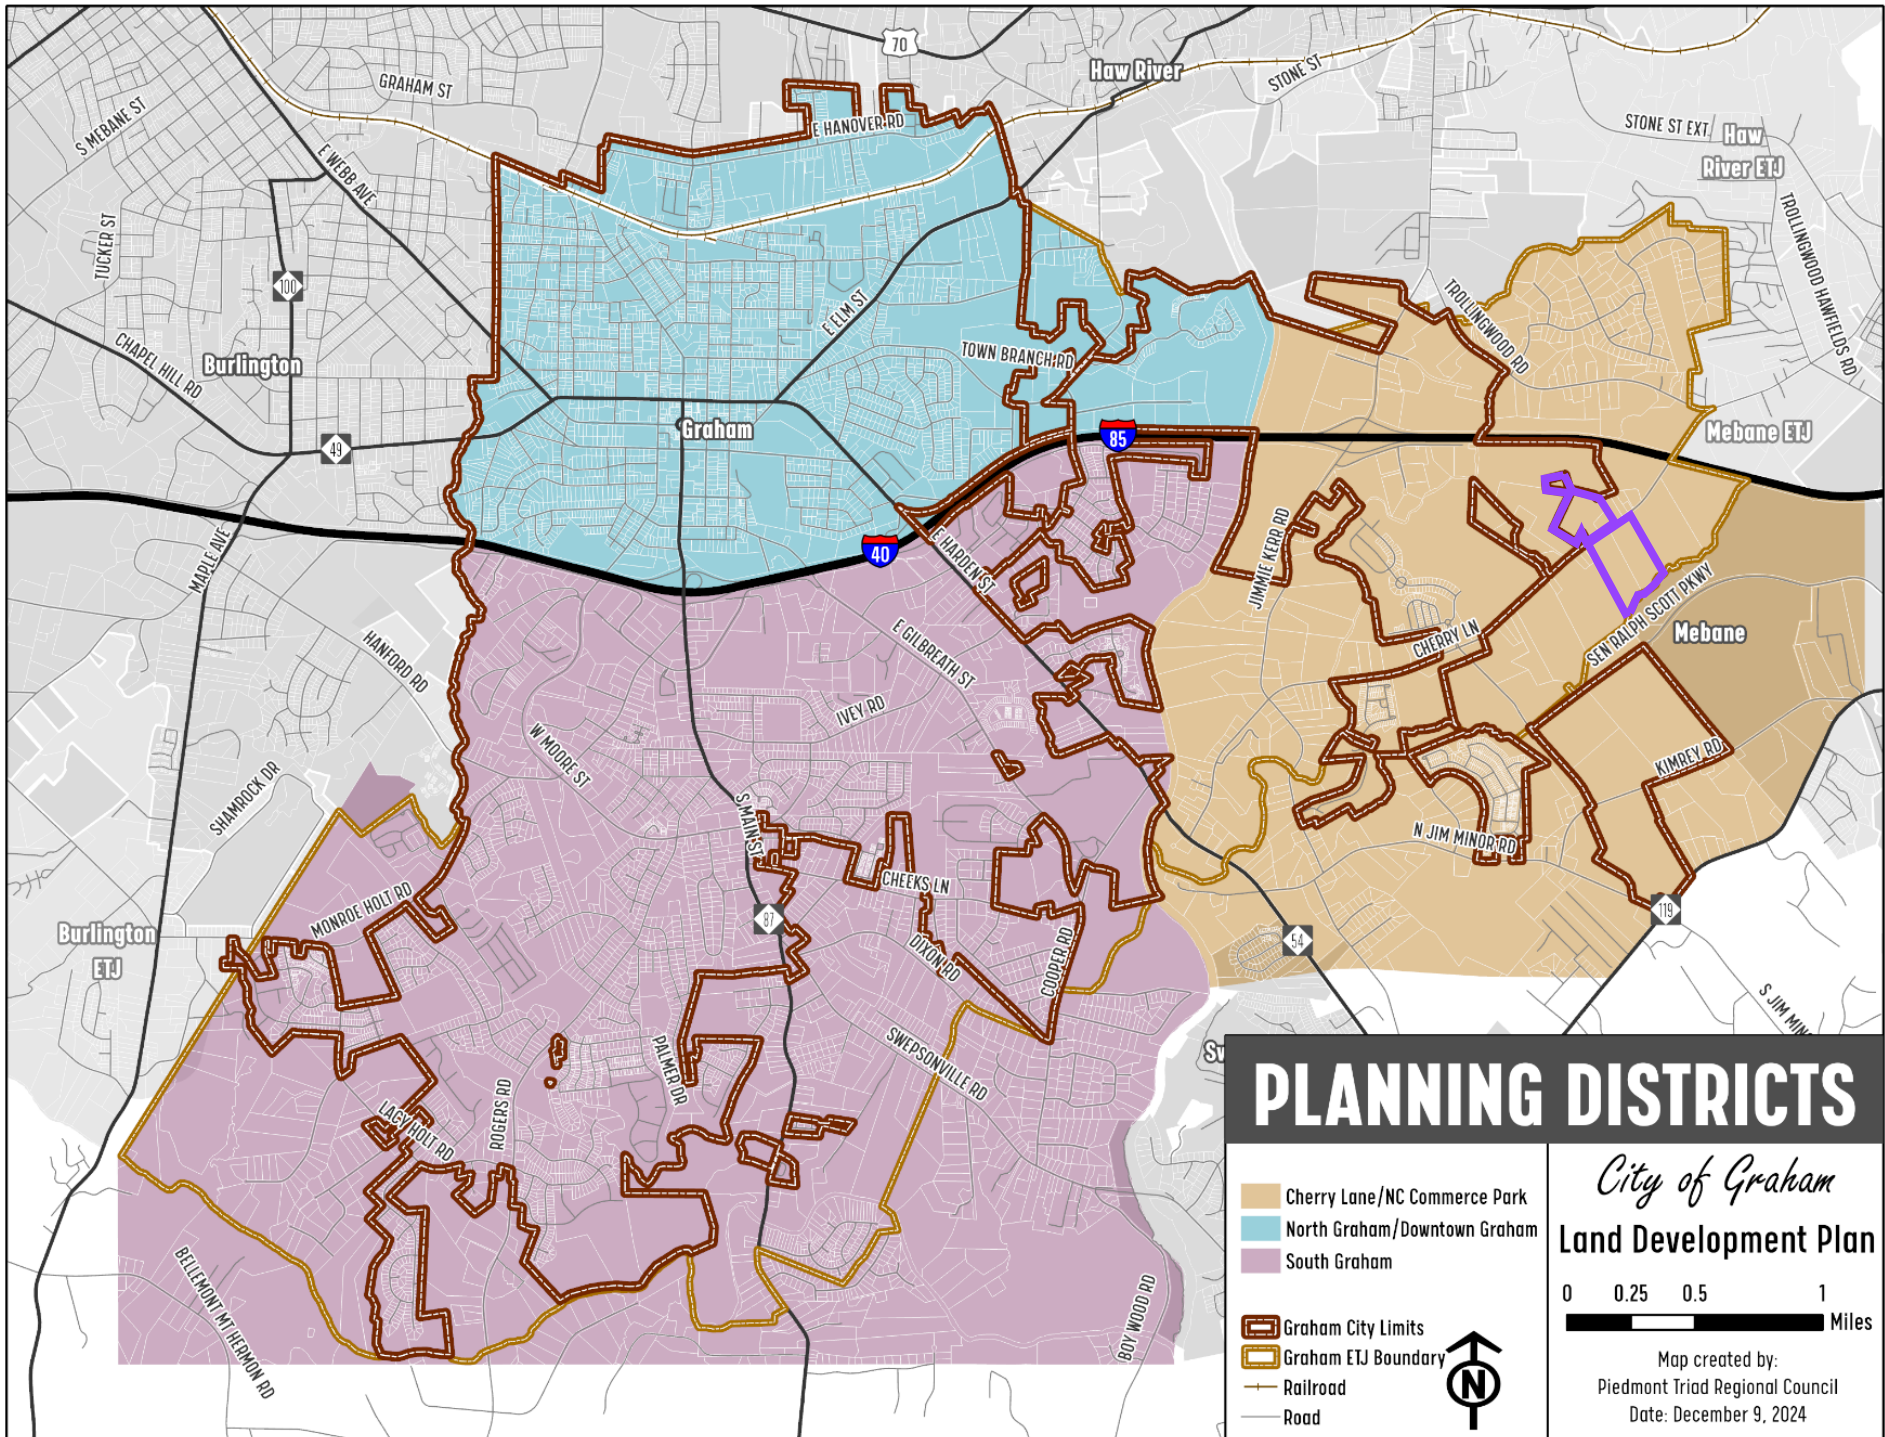 70
Haw River
STONE ST
GRAHAM ST
S MEBANE ST
E HANOVER RD
STONE ST EXT
Haw
River ETJ
E WEBB AVE
TUCKER ST
TROLLINGWOOD HAWFIELDS RD
100
E ELM ST
TROLLINGWOOD RD
CHAPEL HILL RD
Burlington
TOWN BRANCH RD
Graham
85
Mebane ETJ
49
MAPLE AVE
40
E HARDEN ST
JIMMIE KERR RD
SEN RALPH SCOTT PKWY
Mebane
CHERRY LN
HANFORD RD
E GILBREATH ST
IVEY RD
W MOORE ST
KIMREY RD
SHAMROCK DR
S MAIN ST
N JIM MINOR RD
CHEEKS LN
MONROE HOLT RD
87
119
Burlington
ETJ
54
DIXON RD
COOPER RD
S JIM MIN
SWEPSONVILLE RD
PALMER DR
Sw
ROGERS RD
LACY HOLT RD
BELLEMONT MT HERMON RD
BOY WOOD RD
PLANNING DISTRICTS
Cherry Lane/NC Commerce Park
North Graham/Downtown Graham
South Graham
Graham City Limits
Graham ETJ Boundary
Railroad
Road
N
City of Graham
Land Development Plan
0 0.25 0.5 1
Miles
Map created by:
Piedmont Triad Regional Council
Date: December 9, 2024